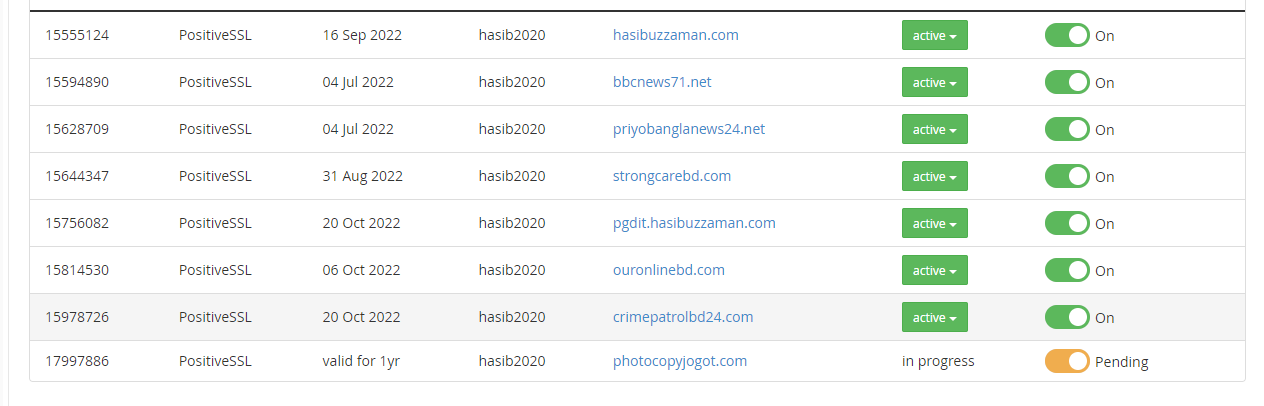 15555124 PositiveSSL 16 Sep 2022 hasib2020 hasibuzzaman.com active On
15594890 PositiveSSL 04 Jul 2022 hasib2020 bbcnews71.net active On
15628709 PositiveSSL 04 Jul 2022 hasib2020 priyobanglanews24.net active On
15644347 PositiveSSL 31 Aug 2022 hasib2020 strongcarebd.com active On
15756082 PositiveSSL 20 Oct 2022 hasib2020 pgdit.hasibuzzaman.com active On
15814530 PositiveSSL 06 Oct 2022 hasib2020 ouronlinebd.com active On
15978726 PositiveSSL 20 Oct 2022 hasib2020 crimepatrolbd24.com active On
17997886 PositiveSSL valid for 1yr hasib2020 photocopyjogot.com in progress Pending